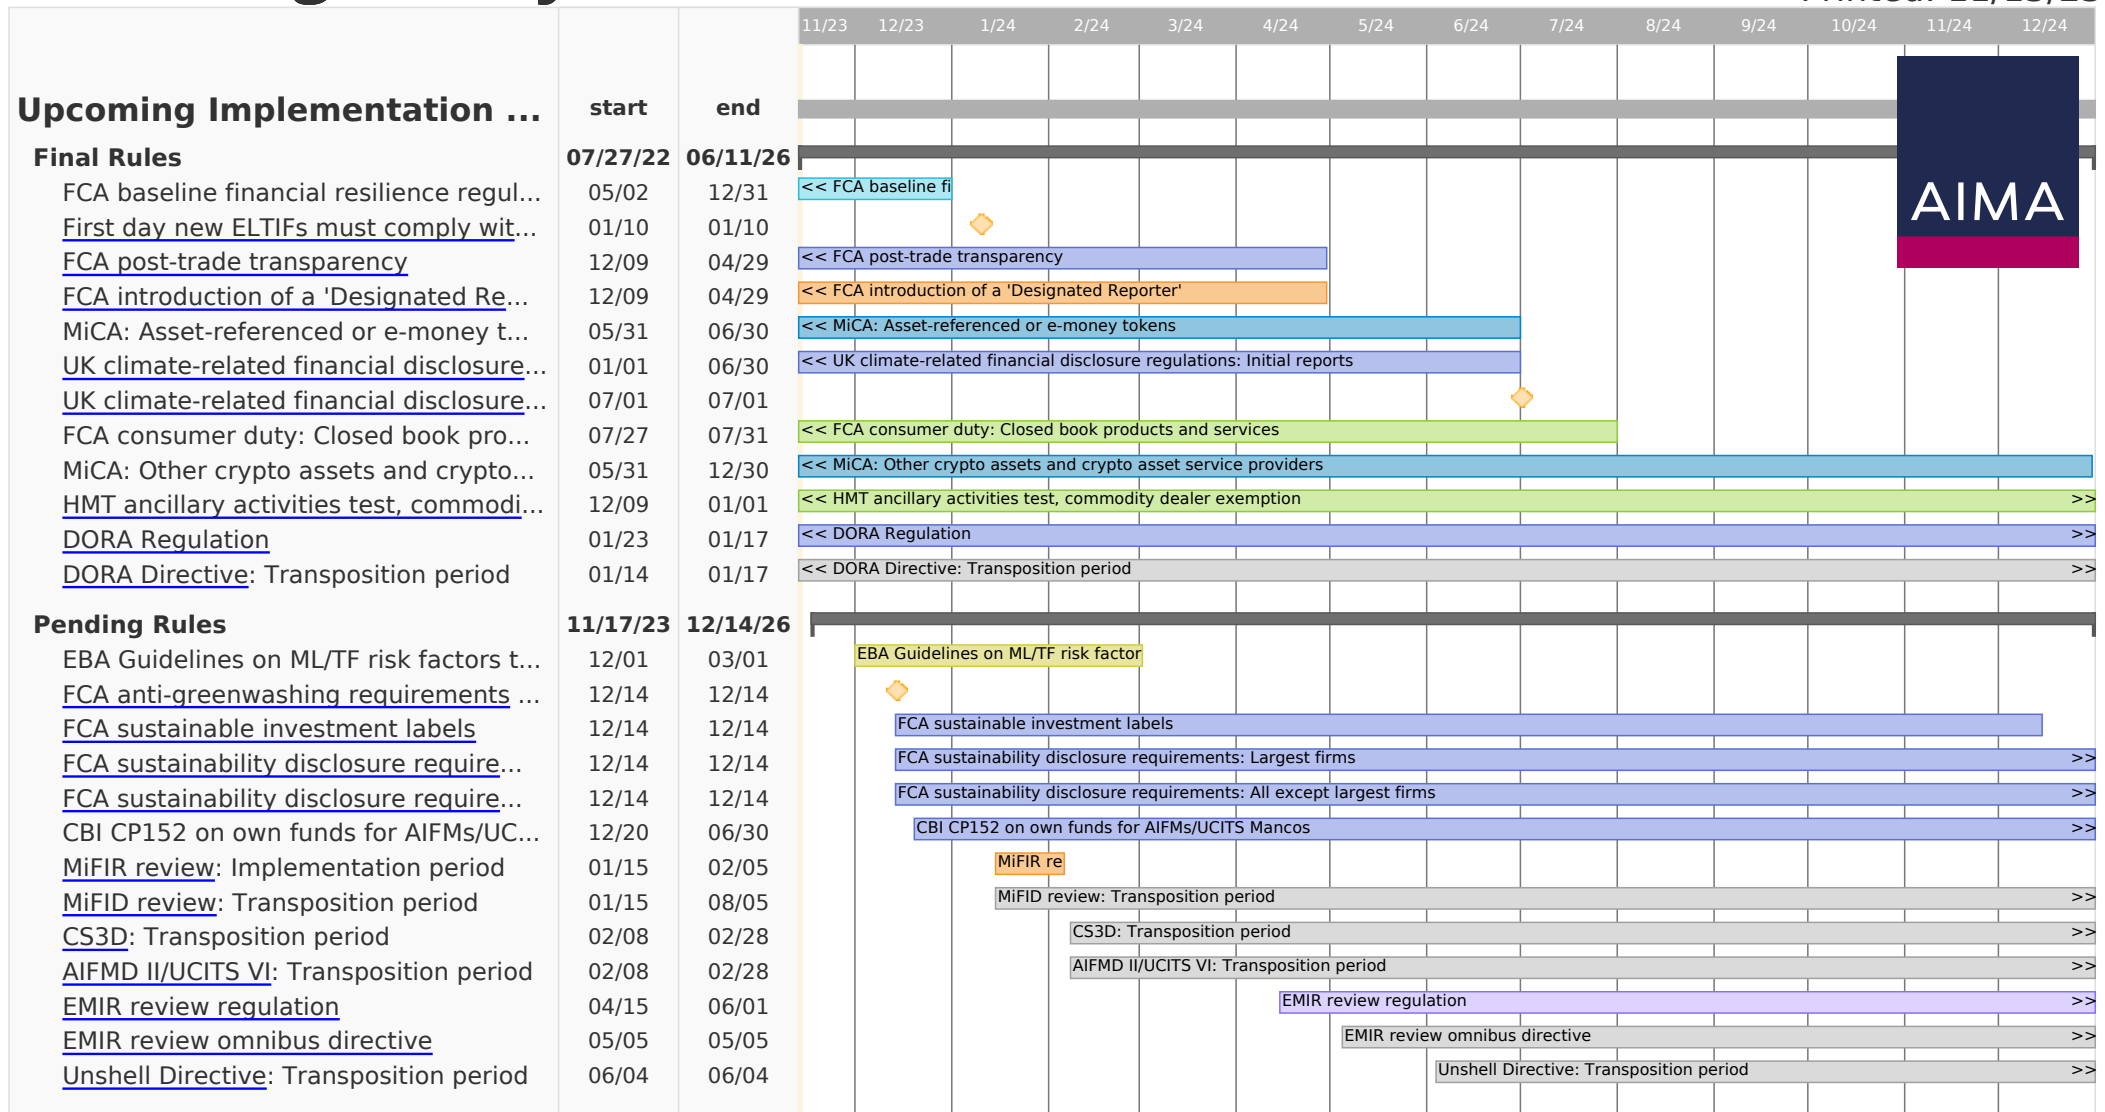 11/23 12/23 1/24 2/24 3/24 4/24 5/24 6/24 7/24 8/24 9/24 10/24 11/24 12/24
Upcoming Implementation ... start end
AIMA
Final Rules 07/27/22 06/11/26
FCA baseline financial resilience regul... 05/02 12/31 << FCA baseline fi
First day new ELTIFs must comply wit... 01/10 01/10
FCA post-trade transparency 12/09 04/29 << FCA post-trade transparency
FCA introduction of a 'Designated Re... 12/09 04/29 << FCA introduction of a 'Designated Reporter'
MiCA: Asset-referenced or e-money t... 05/31 06/30 << MiCA: Asset-referenced or e-money tokens
UK climate-related financial disclosure... 01/01 06/30 << UK climate-related financial disclosure regulations: Initial reports
UK climate-related financial disclosure... 07/01 07/01
FCA consumer duty: Closed book pro... 07/27 07/31 << FCA consumer duty: Closed book products and services
MiCA: Other crypto assets and crypto... 05/31 12/30 << MiCA: Other crypto assets and crypto asset service providers
HMT ancillary activities test, commodi... 12/09 01/01 << HMT ancillary activities test, commodity dealer exemption >>
DORA Regulation 01/23 01/17 << DORA Regulation >>
DORA Directive: Transposition period 01/14 01/17 << DORA Directive: Transposition period >>
Pending Rules 11/17/23 12/14/26
EBA Guidelines on ML/TF risk factors t... 12/01 03/01 EBA Guidelines on ML/TF risk factor
FCA anti-greenwashing requirements ... 12/14 12/14
FCA sustainable investment labels 12/14 12/14 FCA sustainable investment labels
FCA sustainability disclosure require... 12/14 12/14 FCA sustainability disclosure requirements: Largest firms >>
FCA sustainability disclosure require... 12/14 12/14 FCA sustainability disclosure requirements: All except largest firms >>
CBI CP152 on own funds for AIFMs/UC... 12/20 06/30 CBI CP152 on own funds for AIFMs/UCITS Mancos >>
MiFIR review: Implementation period 01/15 02/05 MiFIR re
MiFID review: Transposition period 01/15 08/05 MiFID review: Transposition period >>
CS3D: Transposition period 02/08 02/28 CS3D: Transposition period >>
AIFMD II/UCITS VI: Transposition period 02/08 02/28 AIFMD II/UCITS VI: Transposition period >>
EMIR review regulation 04/15 06/01 EMIR review regulation >>
EMIR review omnibus directive 05/05 05/05 EMIR review omnibus directive >>
Unshell Directive: Transposition period 06/04 06/04 Unshell Directive: Transposition period >>